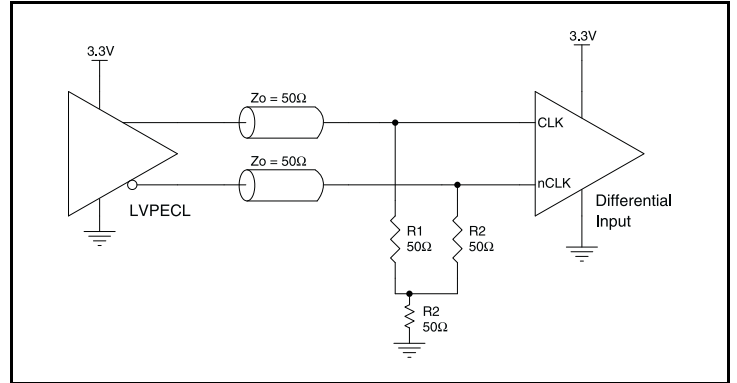 3.3V
3.3V
Zo = 50Ω
CLK
Zo = 50Ω
nCLK
LVPECL
Differential
Input
R1
50Ω
R2
50Ω
R2
50Ω